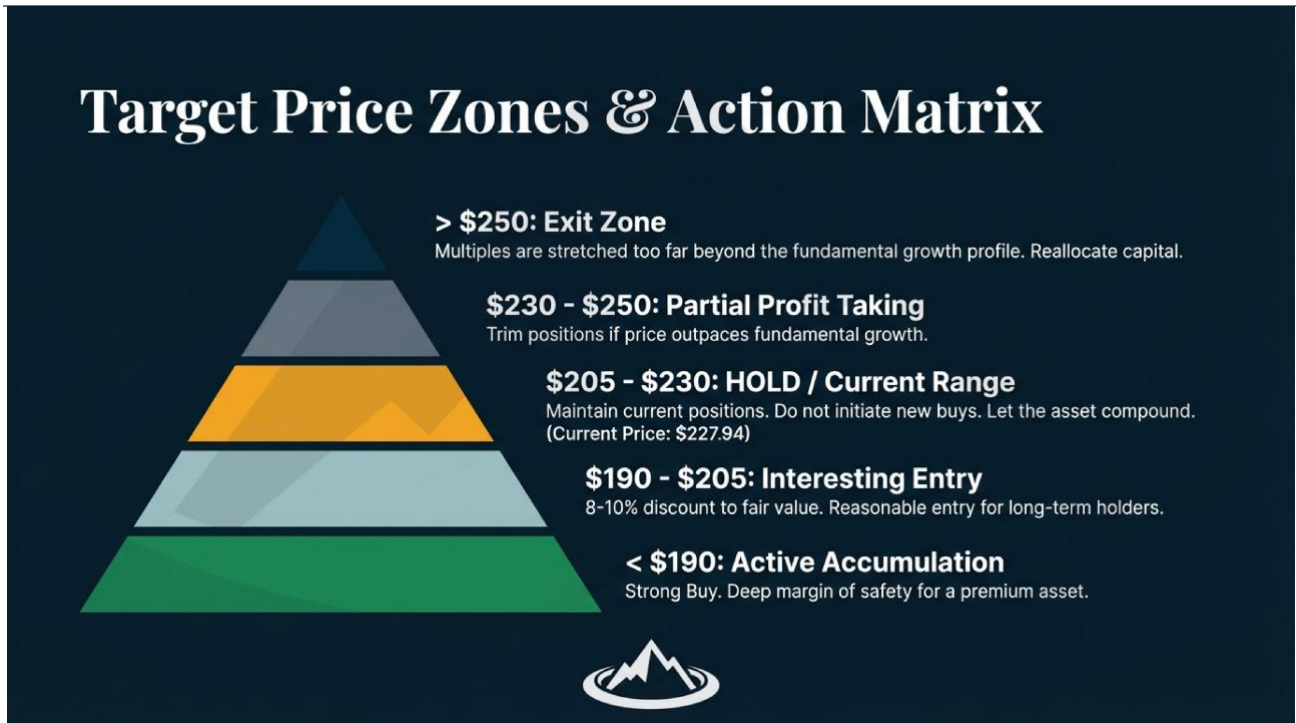 Target Price Zones & Action Matrix
> $250: Exit Zone
Multiples are stretched too far beyond the fundamental growth profile. Reallocate capital.
$230 - $250: Partial Profit Taking
Trim positions if price outpaces fundamental growth.
$205 - $230: HOLD / Current Range
Maintain current positions. Do not initiate new buys. Let the asset compound.
(Current Price: $227.94)
$190 - $205: Interesting Entry
8-10% discount to fair value. Reasonable entry for long-term holders.
< $190: Active Accumulation
Strong Buy. Deep margin of safety for a premium asset.